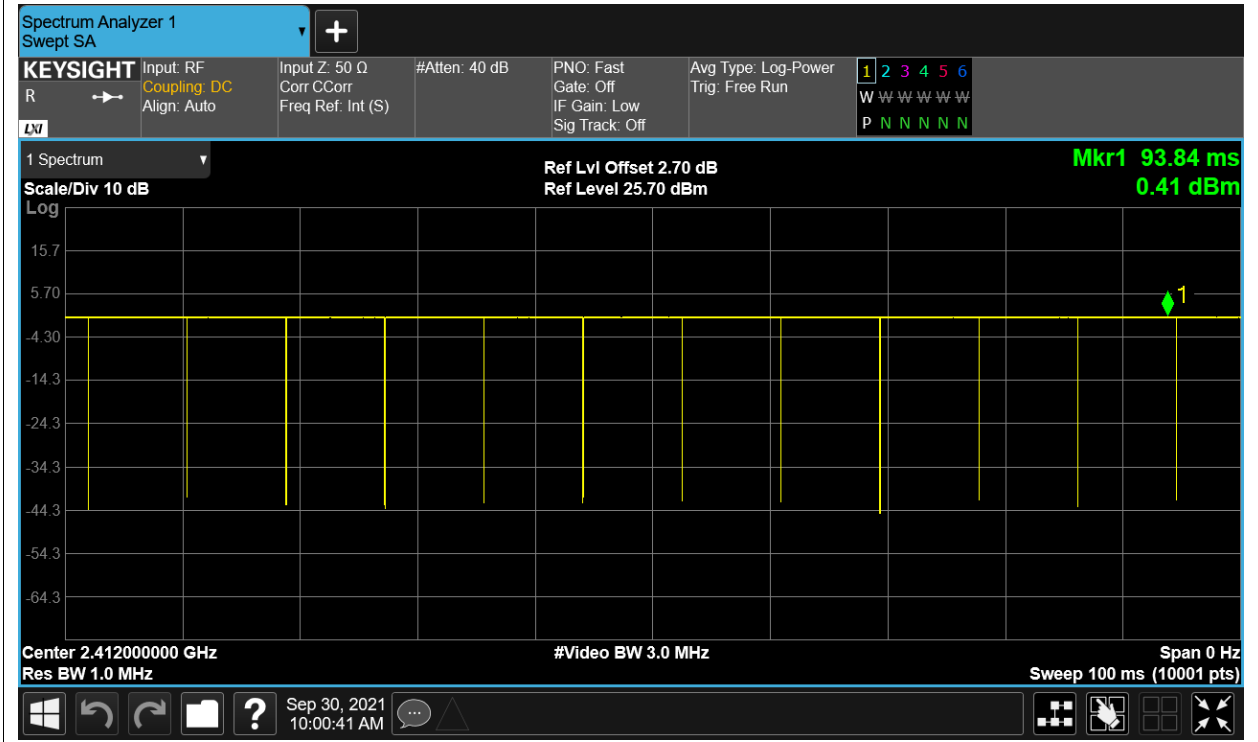 Spectrum Analyzer 1
Swept SA
KEYSIGHT
R
LXI
Input: RF
Coupling: DC
Align: Auto
Input Z: 50 Ω
Corr CCorr
Freq Ref: Int (S)
#Atten: 40 dB
PNO: Fast
Gate: Off
IF Gain: Low
Sig Track: Off
Avg Type: Log-Power
Trig: Free Run
1 2 3 4 5 6
W W W W W W
P N N N N N
1 Spectrum
Scale/Div 10 dB
Log
Ref Lvl Offset 2.70 dB
Ref Level 25.70 dBm
Mkr1 93.84 ms
0.41 dBm
15.7
5.70
1
-4.30
-14.3
-24.3
-34.3
-44.3
-54.3
-64.3
Center 2.412000000 GHz
#Video BW 3.0 MHz
Span 0 Hz
Res BW 1.0 MHz
Sweep 100 ms (10001 pts)
?
Sep 30, 2021
10:00:41 AM